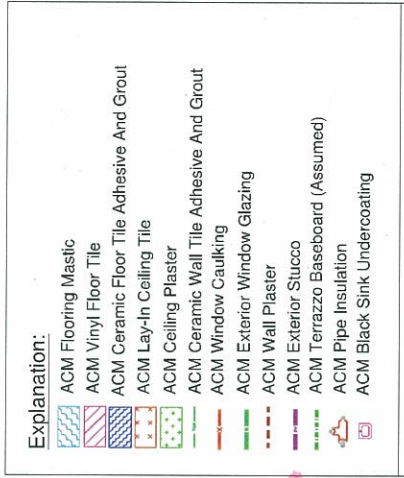 Explanation:
ACM Flooring Mastic
ACM Vinyl Floor Tile
ACM Ceramic Floor Tile Adhesive And Grout
ACM Lay-In Ceiling Tile
ACM Ceiling Plaster
ACM Ceramic Wall Tile Adhesive And Grout
ACM Window Caulking
ACM Exterior Window Glazing
ACM Wall Plaster
ACM Exterior Stucco
ACM Terrazzo Baseboard (Assumed)
ACM Pipe Insulation
ACM Black Sink Undercoating